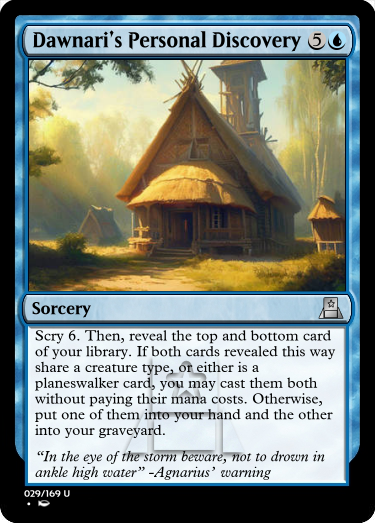 Dawnari's Personal Discovery 5
Sorcery
Scry 6. Then, reveal the top and bottom card
of your library. If both cards revealed this way
share a creature type, or either is a
planeswalker card, you may cast them both
without paying their mana costs. Otherwise,
put one of them into your hand and the other
into your graveyard.
“In the eye of the storm beware, not to drown in
ankle high water” -Agnarius’ warning
029/169 U